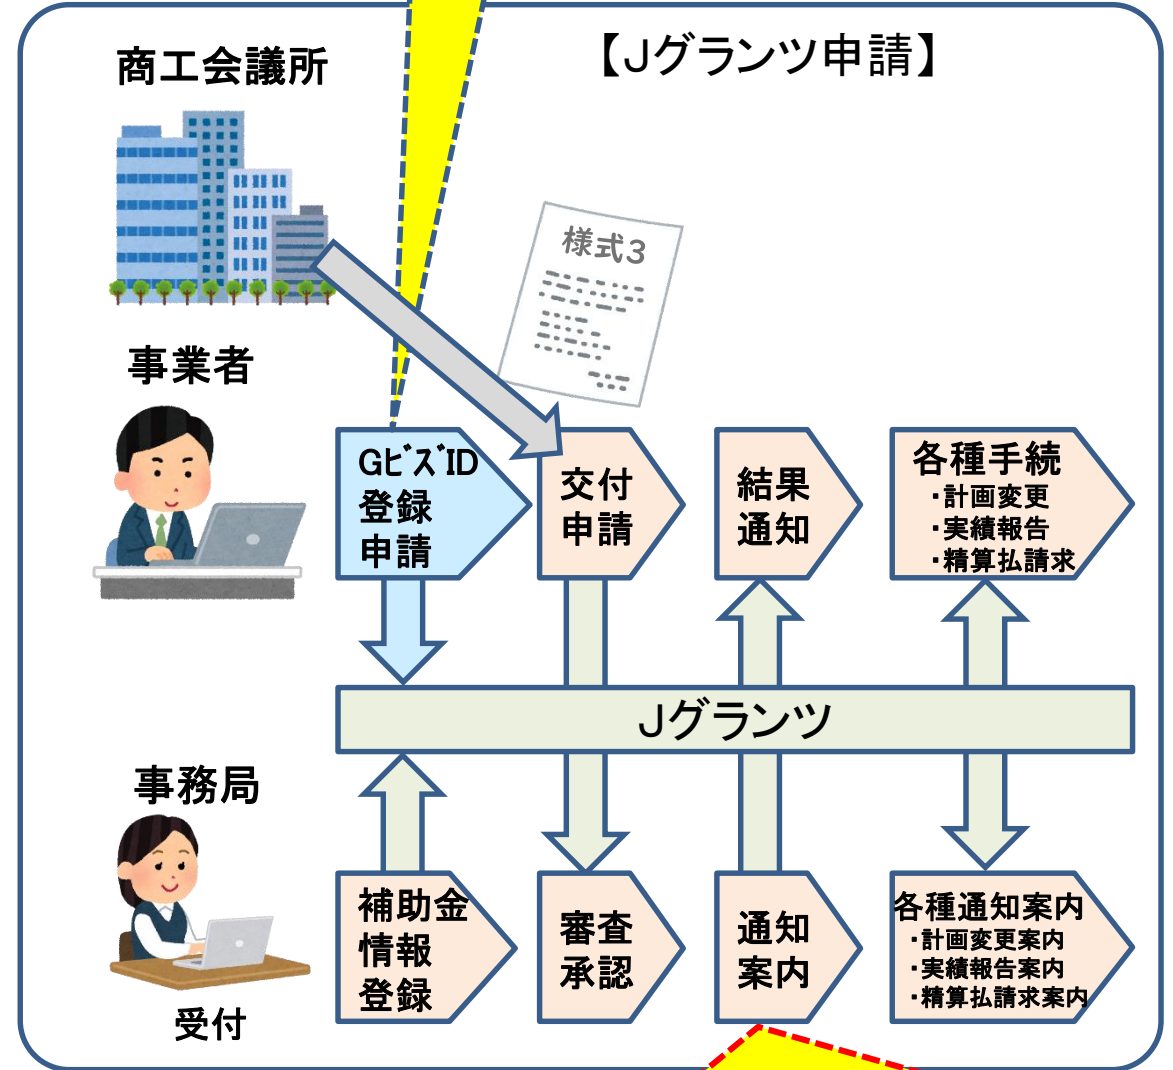 【Jグランツ申請】
商工会議所
様式3
事業者
GﾋﾞｽﾞID
登録
申請
交付
申請
結果
通知
各種手続
・計画変更
・実績報告
・精算払請求
Jグランツ
事務局
受付
補助金
情報
登録
審査
承認
通知
案内
各種通知案内
・計画変更案内
・実績報告案内
・精算払請求案内